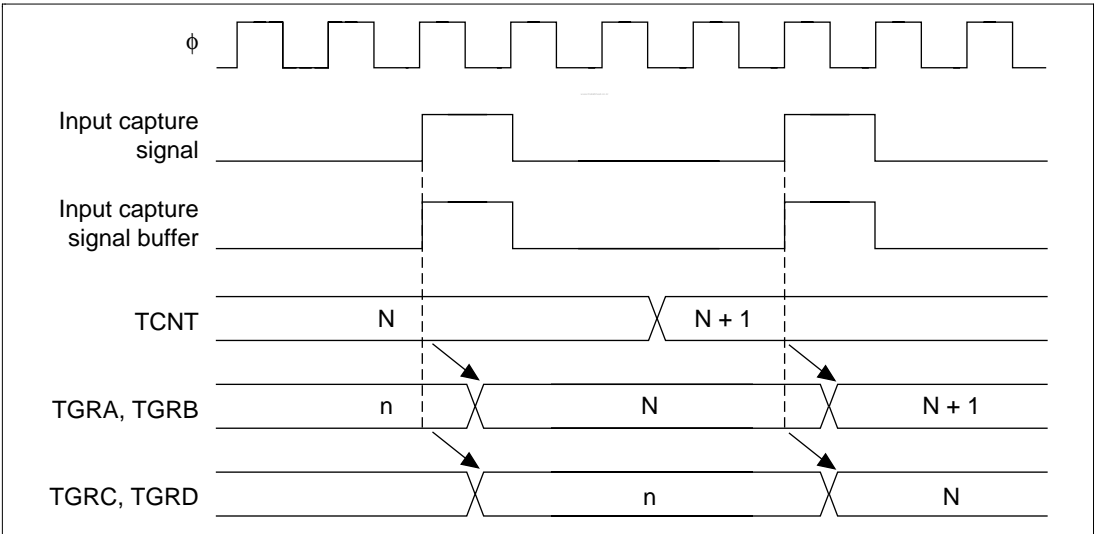 ϕ
Input capture
signal
Input capture
signal buffer
TCNT
N
N + 1
TGRA, TGRB
n
N
N + 1
TGRC, TGRD
n
N